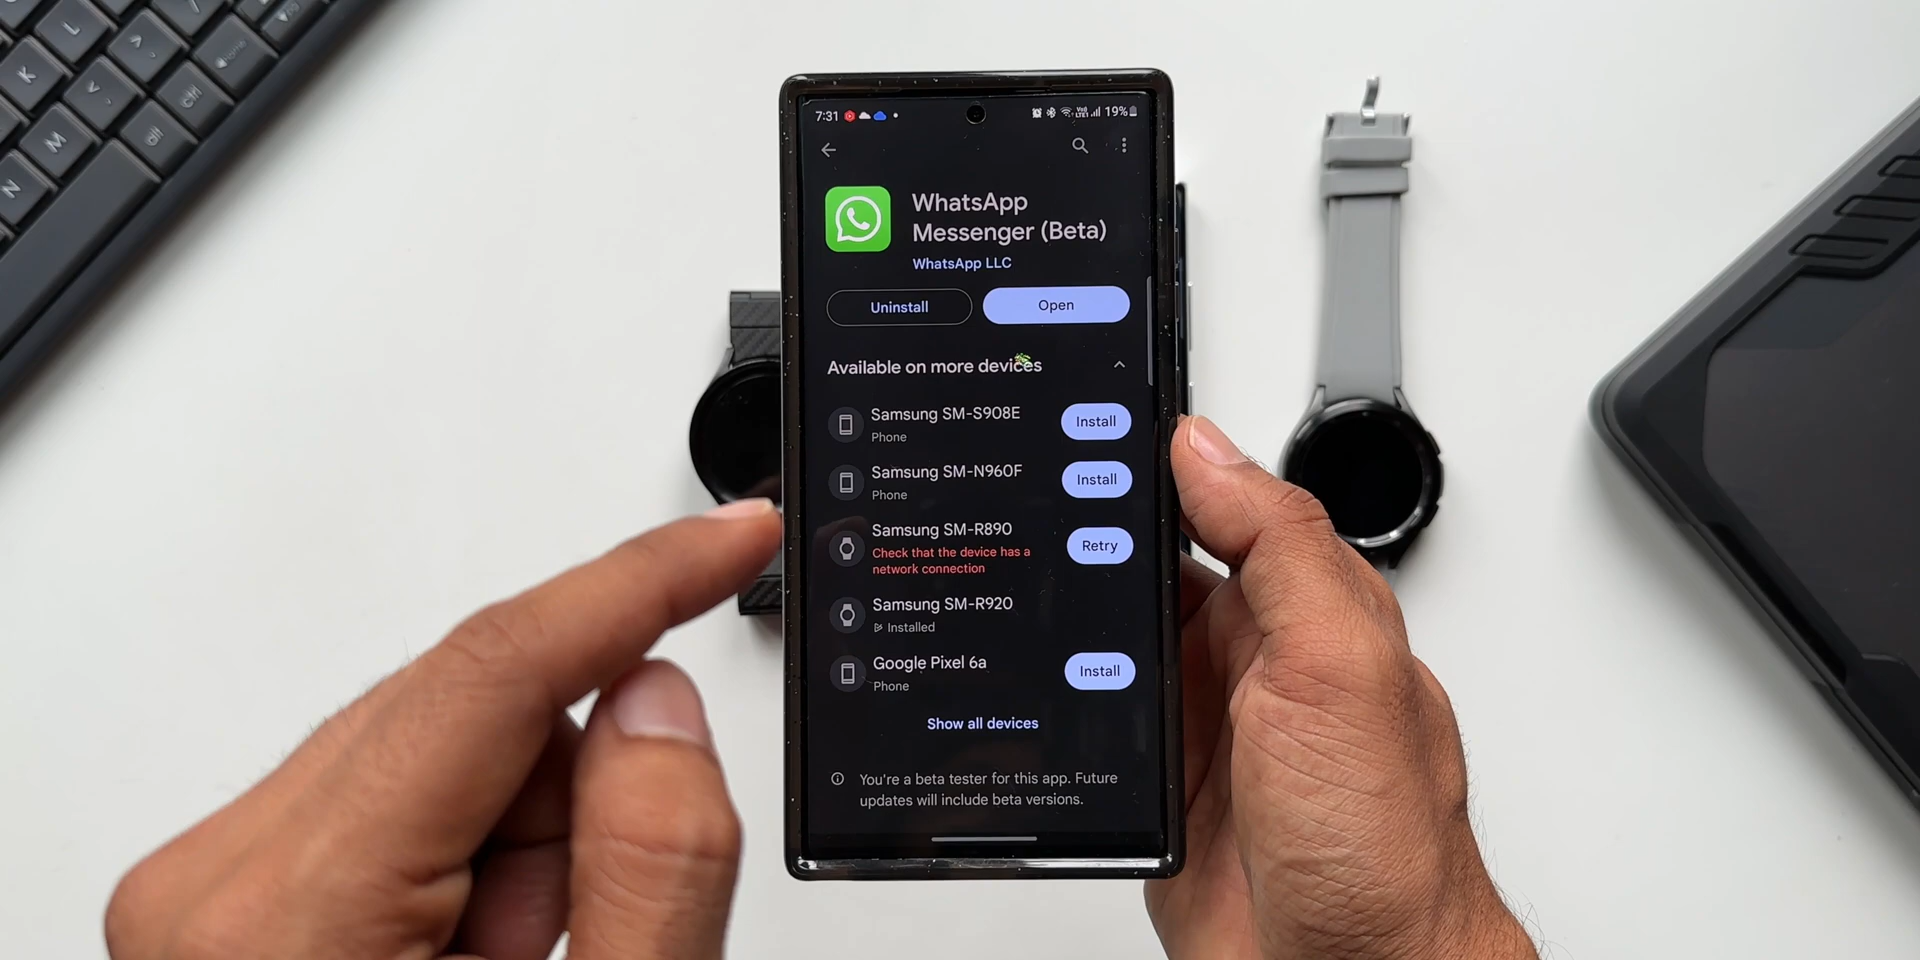 L
K
M
N
alt
ctrl
7:31
19%
WhatsApp
Messenger (Beta)
WhatsApp LLC
Uninstall
Open
Available on more devices
Samsung SM-S908E
Phone
Install
Samsung SM-N960F
Phone
Install
Samsung SM-R890
Check that the device has a
network connection
Retry
Samsung SM-R920
Installed
Google Pixel 6a
Phone
Install
Show all devices
You're a beta tester for this app. Future
updates will include beta versions.